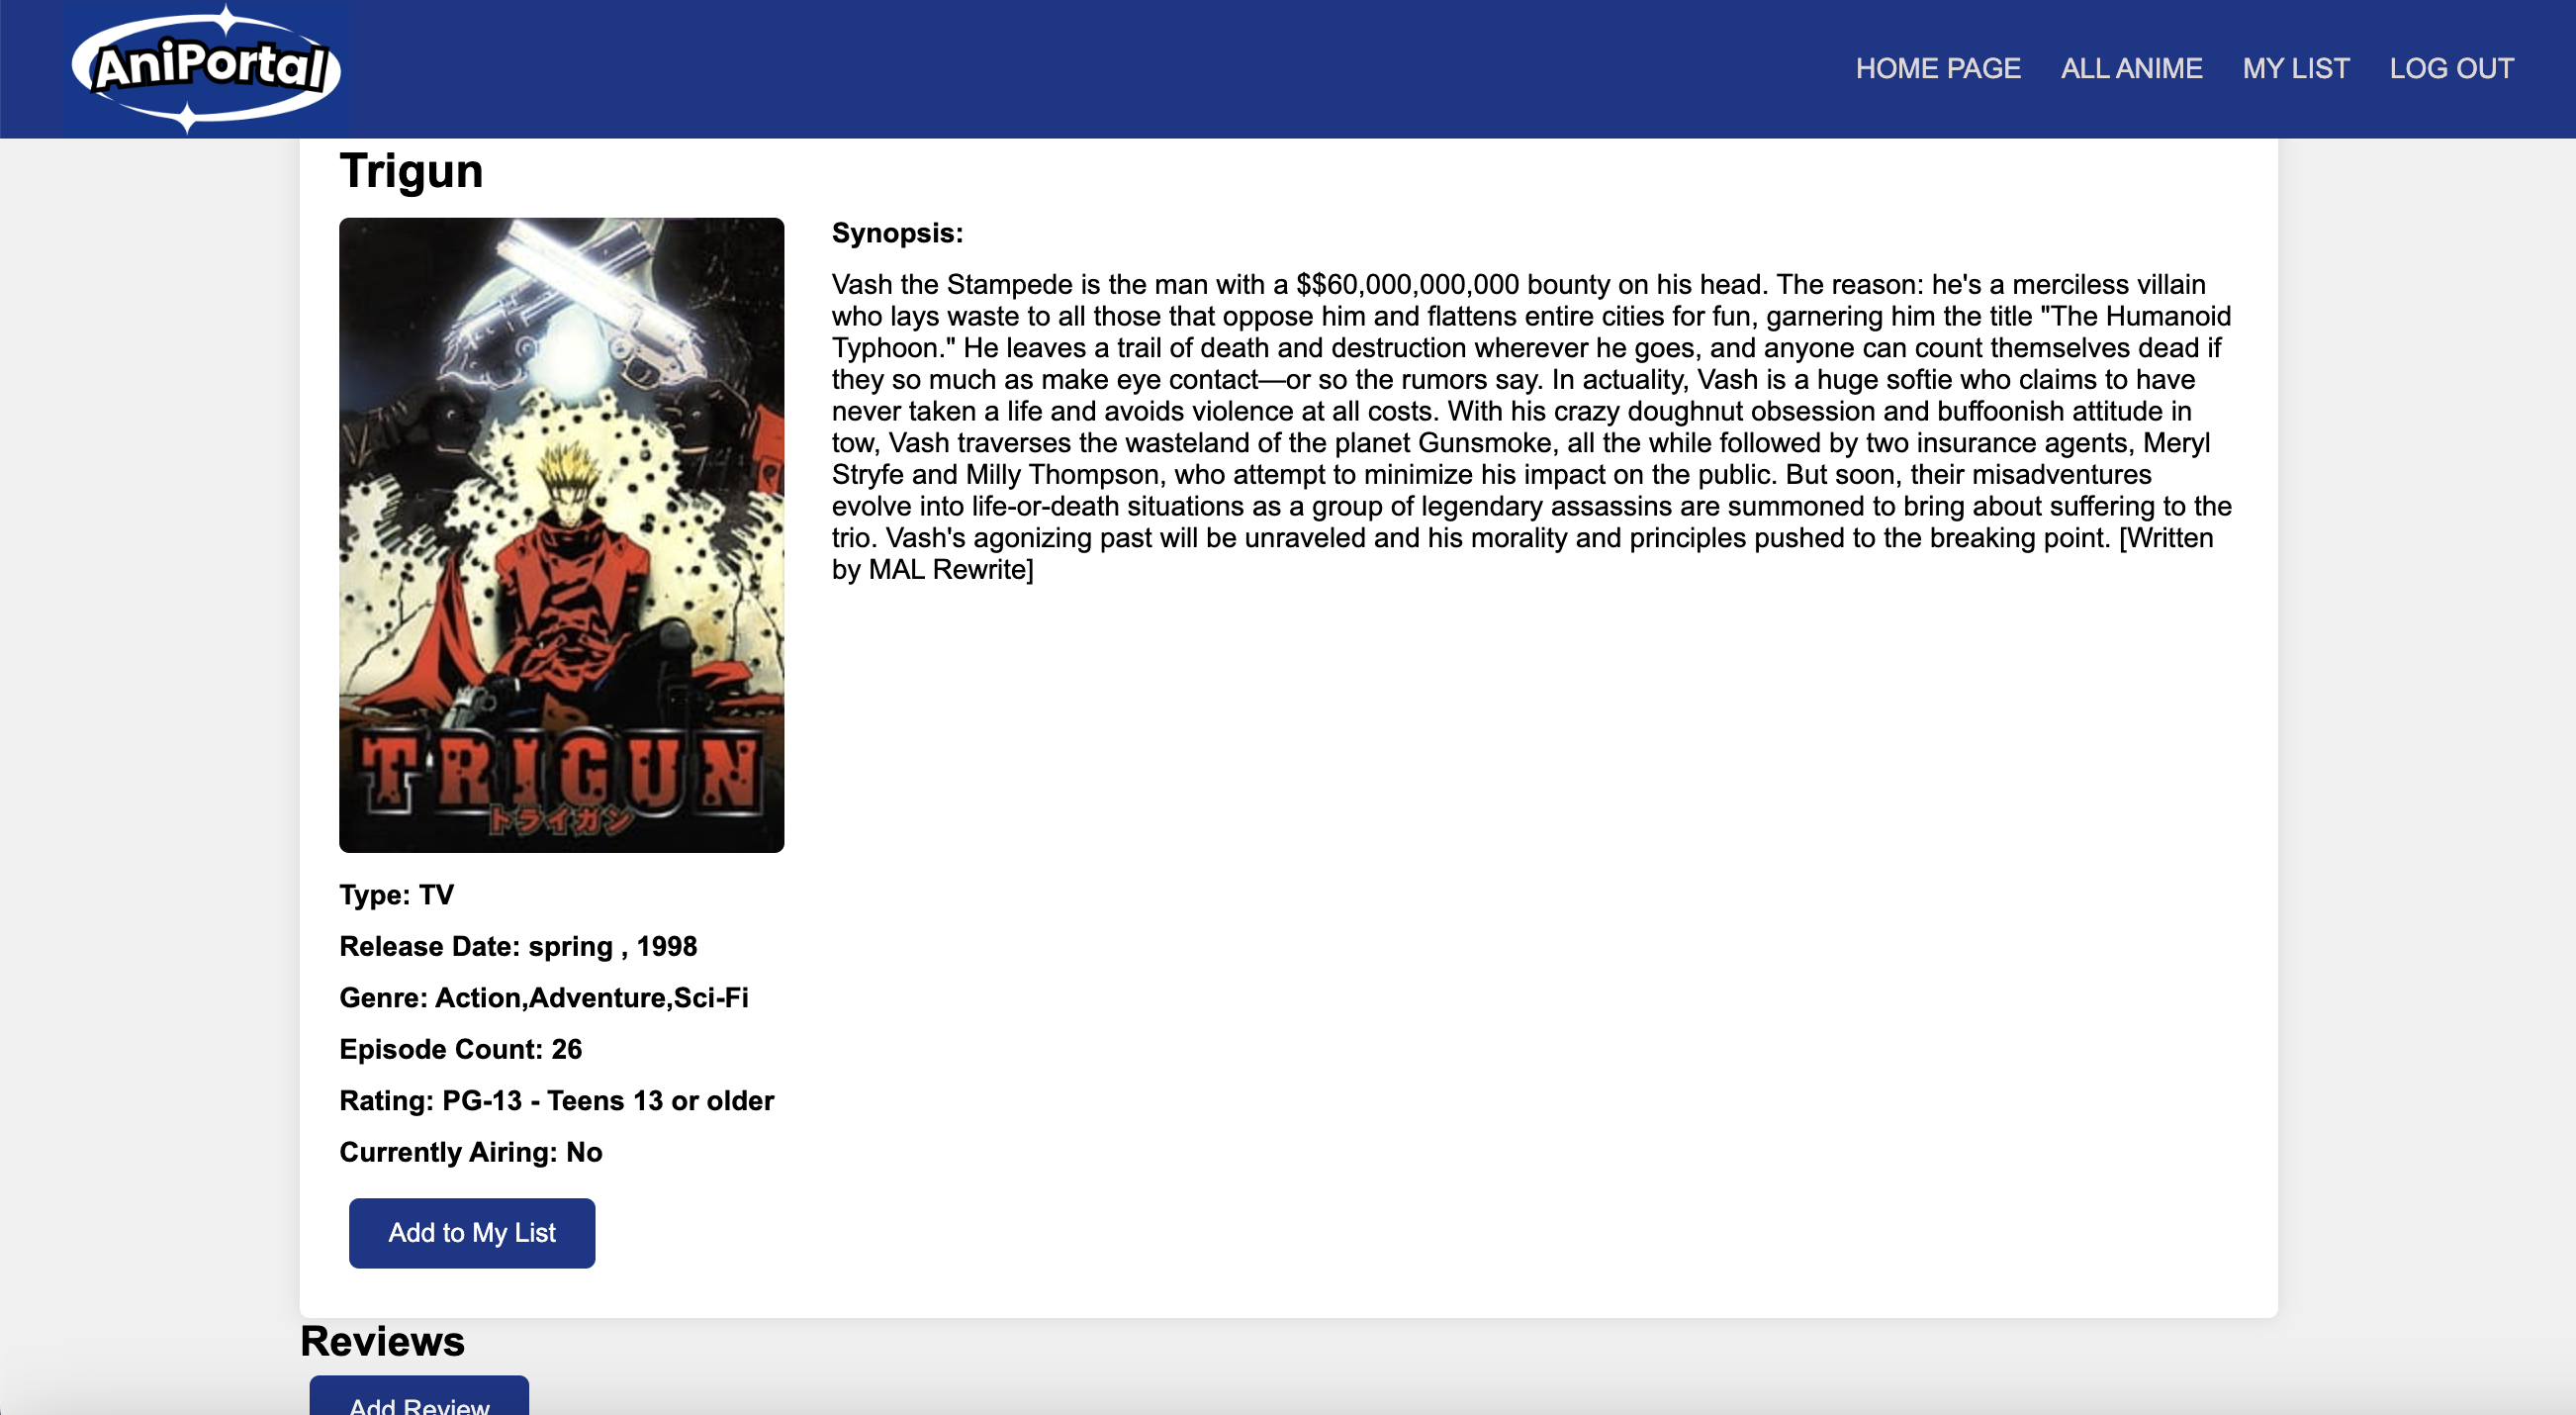 AniPortal
HOME PAGE ALL ANIME MY LIST LOG OUT
Trigun
TRIGUN
トライガン
Synopsis:
Vash the Stampede is the man with a $$60,000,000,000 bounty on his head. The reason: he's a merciless villain
who lays waste to all those that oppose him and flattens entire cities for fun, garnering him the title "The Humanoid
Typhoon." He leaves a trail of death and destruction wherever he goes, and anyone can count themselves dead if
they so much as make eye contact—or so the rumors say. In actuality, Vash is a huge softie who claims to have
never taken a life and avoids violence at all costs. With his crazy doughnut obsession and buffoonish attitude in
tow, Vash traverses the wasteland of the planet Gunsmoke, all the while followed by two insurance agents, Meryl
Stryfe and Milly Thompson, who attempt to minimize his impact on the public. But soon, their misadventures
evolve into life-or-death situations as a group of legendary assassins are summoned to bring about suffering to the
trio. Vash's agonizing past will be unraveled and his morality and principles pushed to the breaking point. [Written
by MAL Rewrite]
Type: TV
Release Date: spring , 1998
Genre: Action,Adventure,Sci-Fi
Episode Count: 26
Rating: PG-13 - Teens 13 or older
Currently Airing: No
Add to My List
Reviews
Add Review